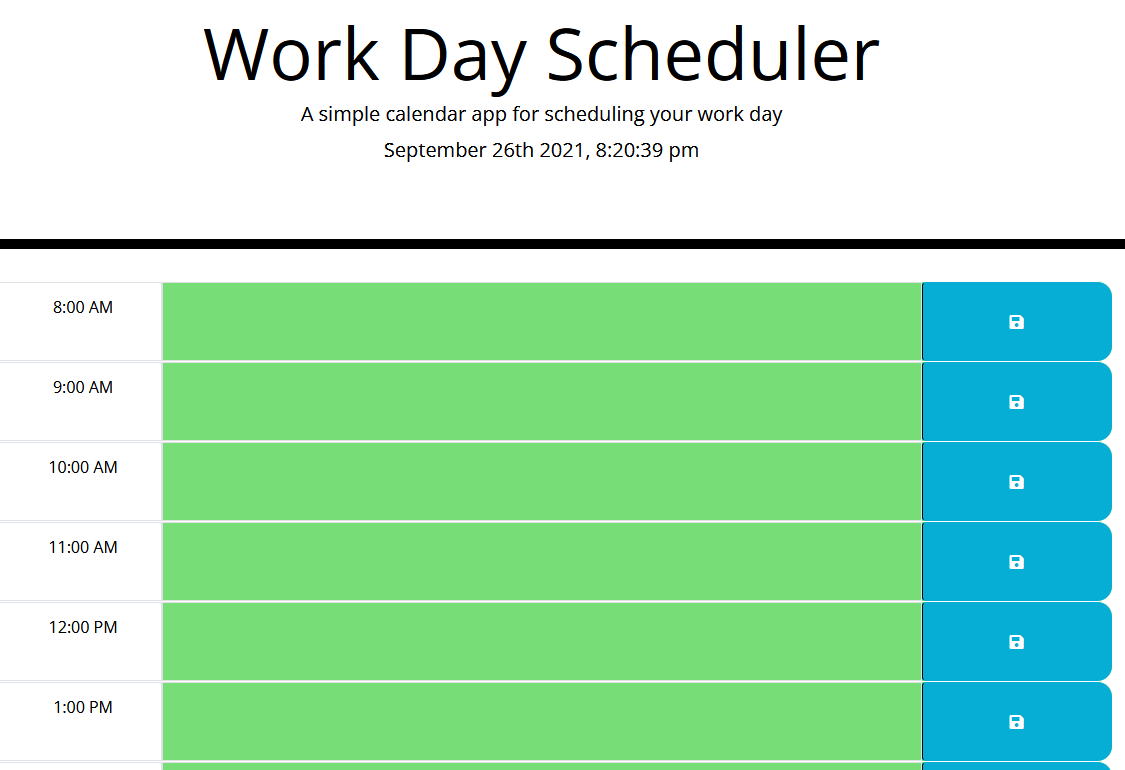 Work Day Scheduler
A simple calendar app for scheduling your work day
September 26th 2021, 8:20:39 pm
8:00 AM
9:00 AM
10:00 AM
11:00 AM
12:00 PM
1:00 PM